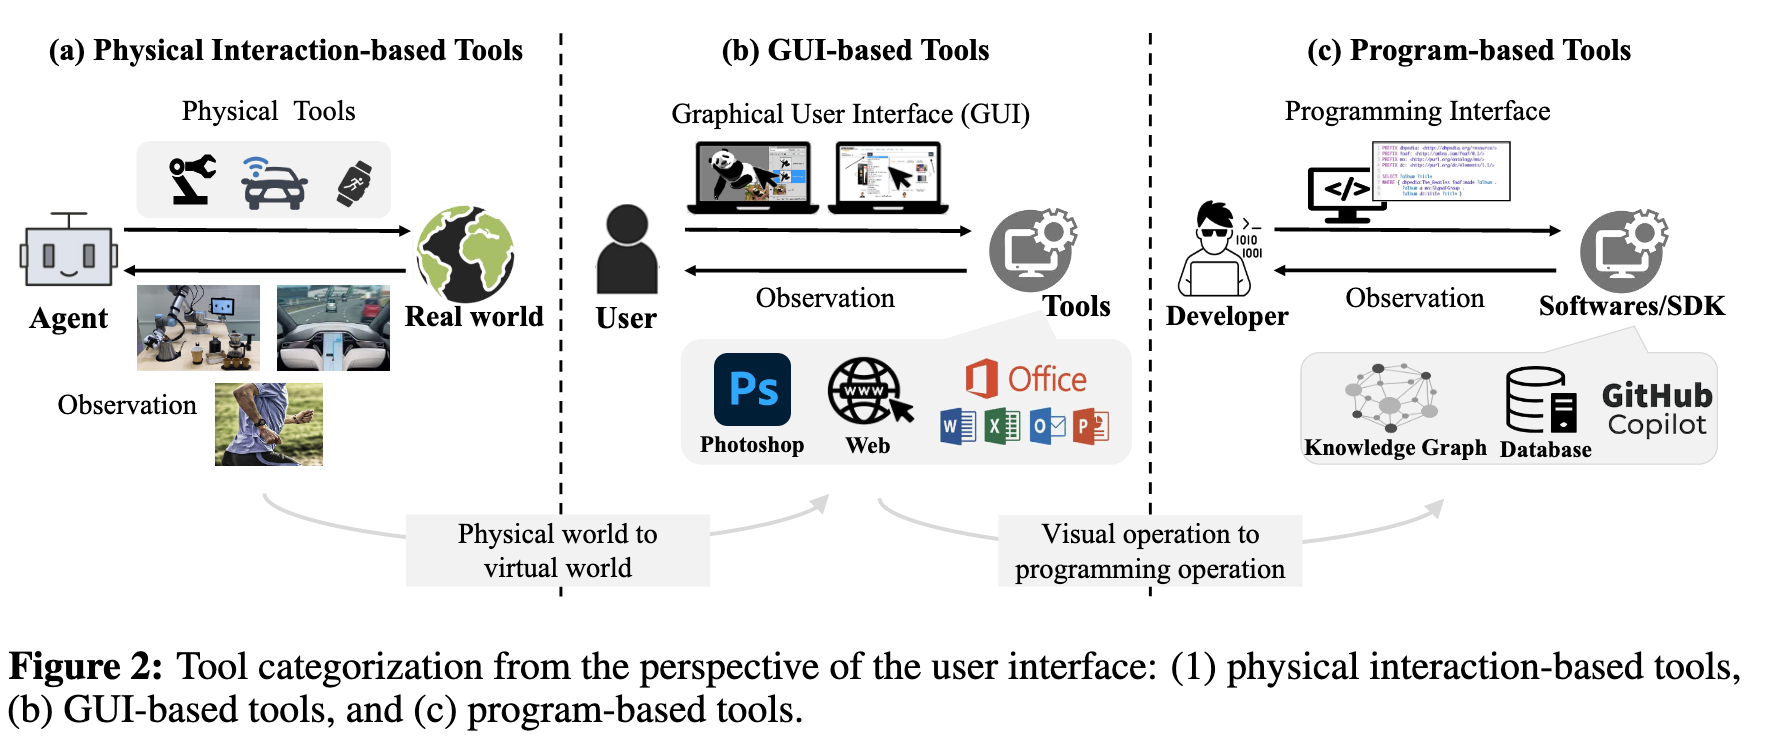 (a) Physical Interaction-based Tools
Physical Tools
Agent
Real world
Observation
(b) GUI-based Tools
Graphical User Interface (GUI)
User
Observation
Tools
Ps
Photoshop
WWW
Web
Office
W
X
O
P
(c) Program-based Tools
Programming Interface
</>
>_
1010
1001
Developer
Observation
Softwares/SDK
Knowledge Graph
Database
GitHub
Copilot
Physical world to
virtual world
Visual operation to
programming operation
Figure 2: Tool categorization from the perspective of the user interface: (1) physical interaction-based tools,
(b) GUI-based tools, and (c) program-based tools.